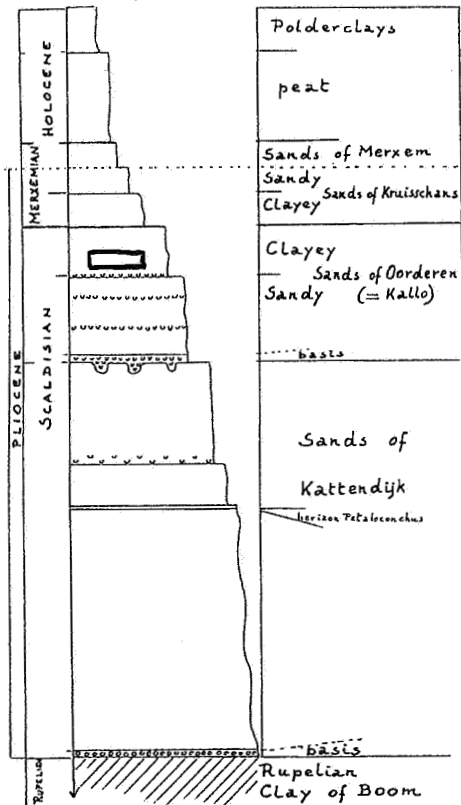 HOLOCENE
MERXEMIAN
PLIOCENE
SCALDISIAN
Polderclays
peat
Sands of Merxem
Sandy
Sands of Kruisschans
Clayey
Clayey
Sands of Oorderen
Sandy (= Kallo)
basis
Sands of
Kattendijk
horizon Petaloconchus
basis
Rupelian
Clay of Boom